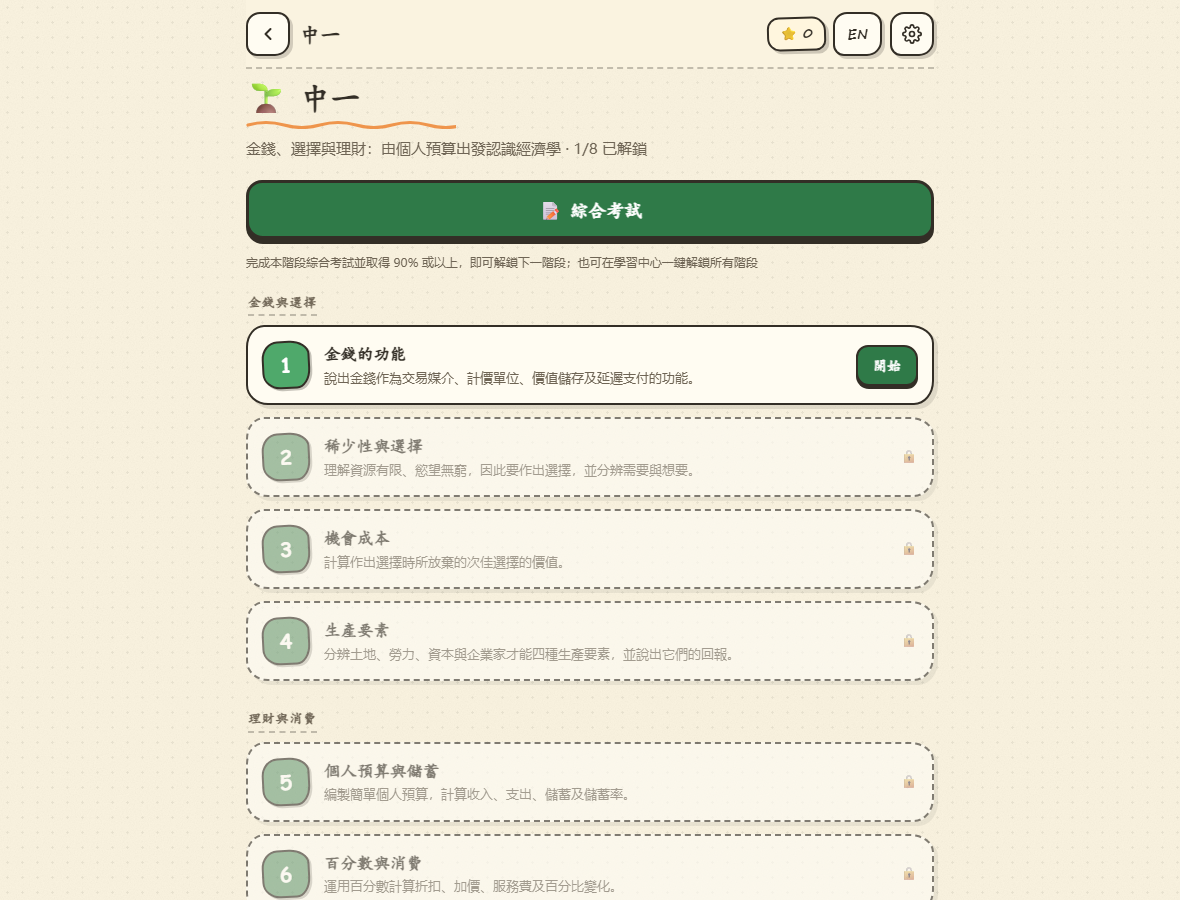 中一
0
EN
中一
金錢、選擇與理財：由個人預算出發認識經濟學 · 1/8 已解鎖
綜合考試
完成本階段綜合考試並取得 90% 或以上，即可解鎖下一階段；也可在學習中心一鍵解鎖所有階段
金錢與選擇
1
金錢的功能
說出金錢作為交易媒介、計價單位、價值儲存及延遲支付的功能。
開始
2
稀少性與選擇
理解資源有限、慾望無窮，因此要作出選擇，並分辨需要與想要。
3
機會成本
計算作出選擇時所放棄的次佳選擇的價值。
4
生產要素
分辨土地、勞力、資本與企業家才能四種生產要素，並說出它們的回報。
理財與消費
5
個人預算與儲蓄
編製簡單個人預算，計算收入、支出、儲蓄及儲蓄率。
6
百分數與消費
運用百分數計算折扣、加價、服務費及百分比變化。